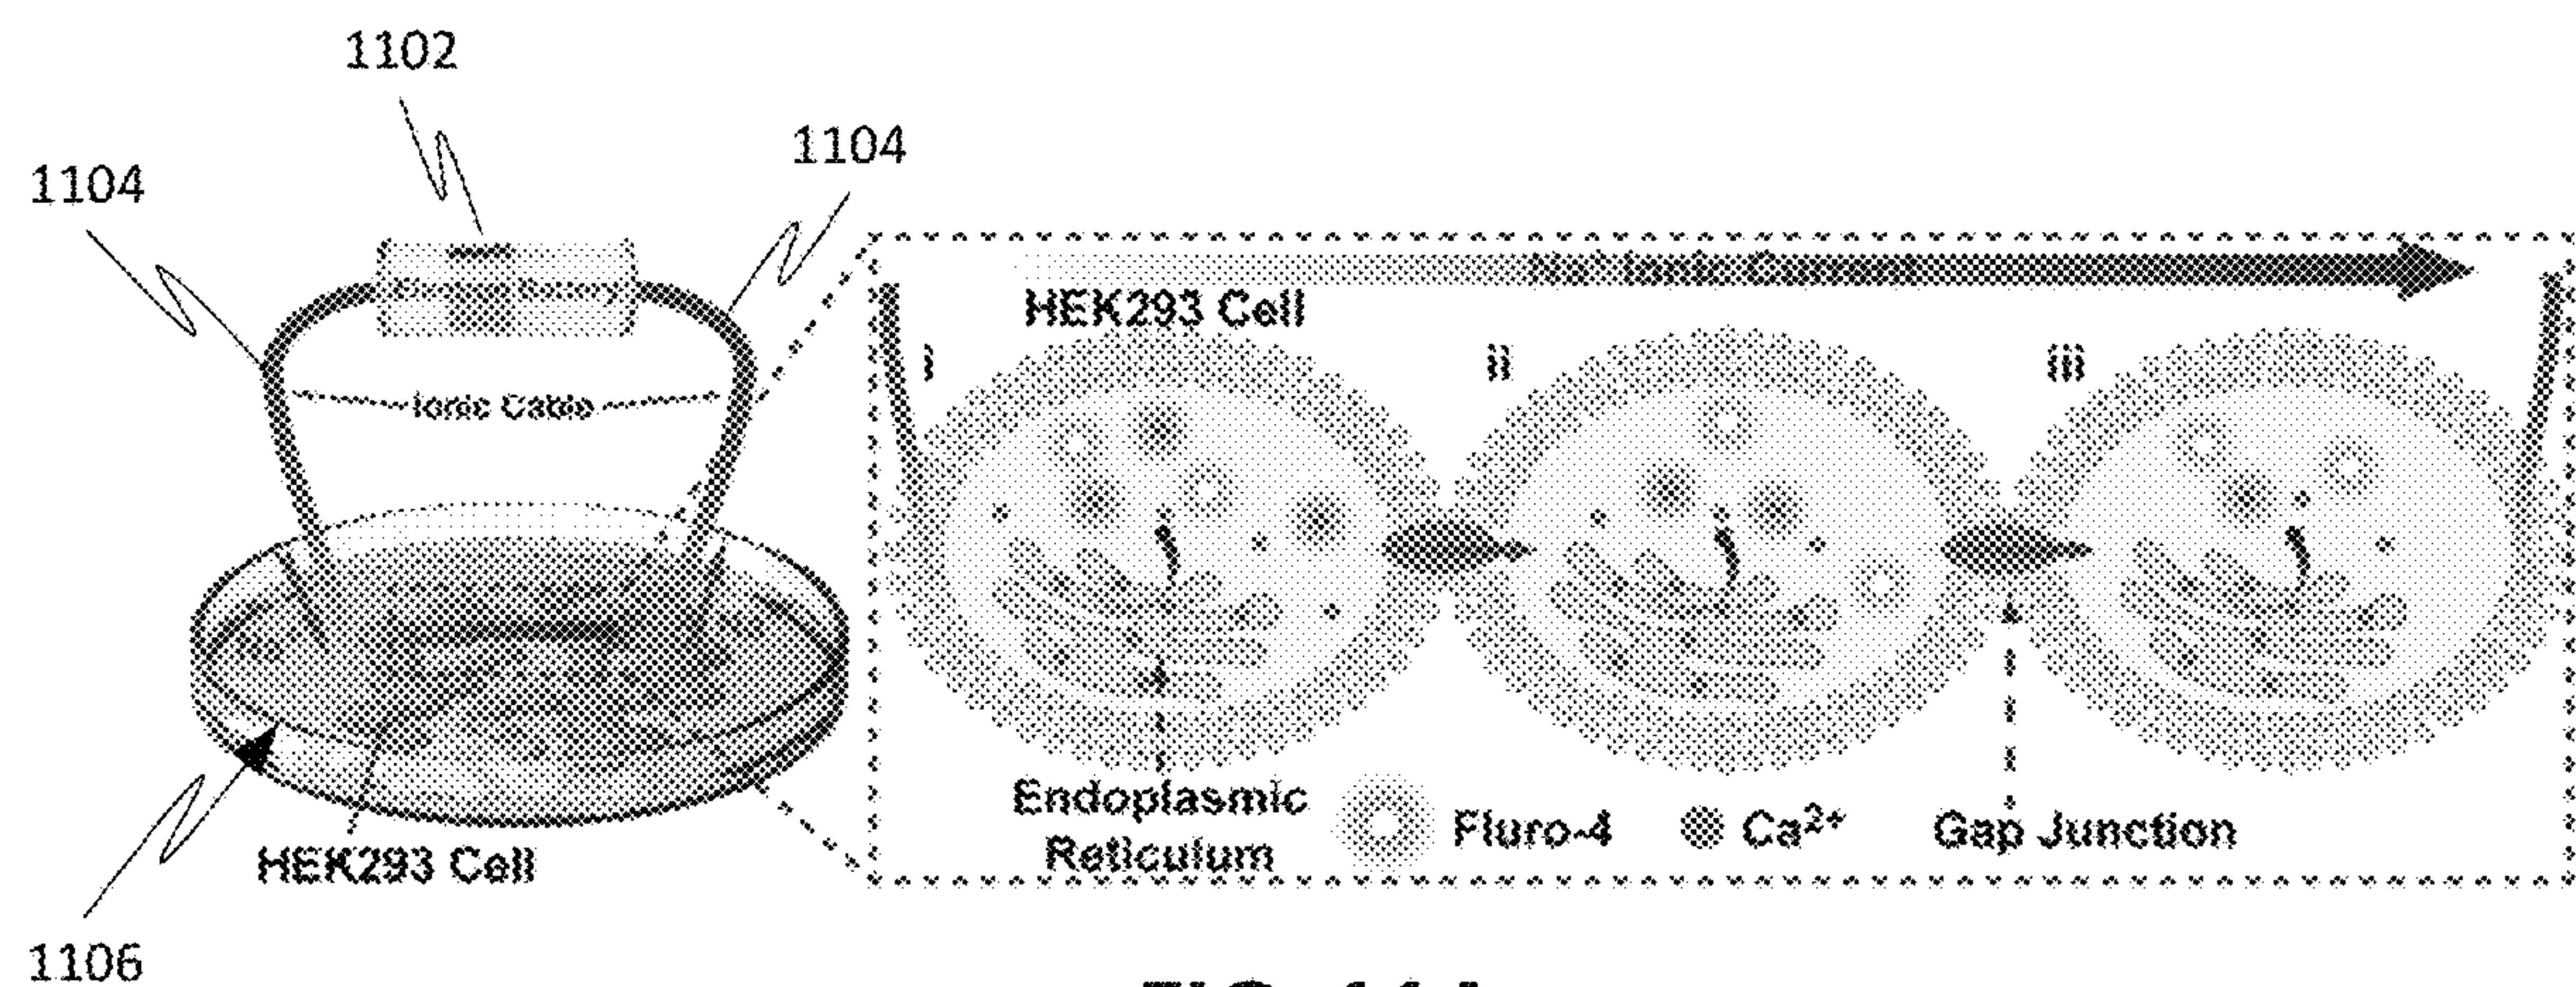 1102
1104
1104
HEK293 Cell
i
ii
iii
Ionic Cable
Endoplasmic
Reticulum
Fluro-4
Ca²⁺
Gap Junction
HEK293 Cell
1106